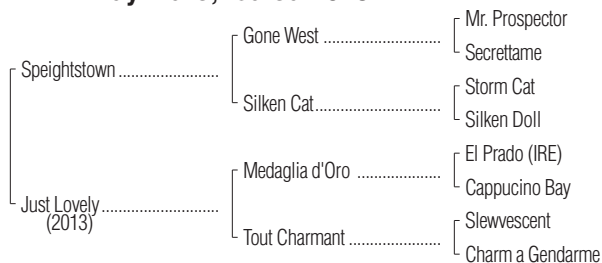 Mr. Prospector
Gone West
Secrettame
Speightstown
Storm Cat
Silken Cat
Silken Doll
El Prado (IRE)
Medaglia d'Oro
Cappucino Bay
Just Lovely
(2013)
Slewvescent
Tout Charmant
Charm a Gendarme